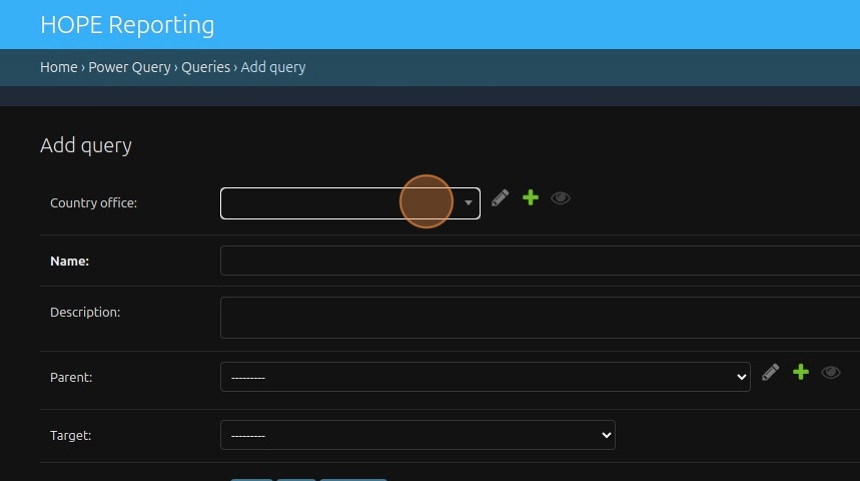 HOPE Reporting
Home › Power Query › Queries › Add query
Add query
Country office:
Name:
Description:
Parent: ---------
Target: ---------